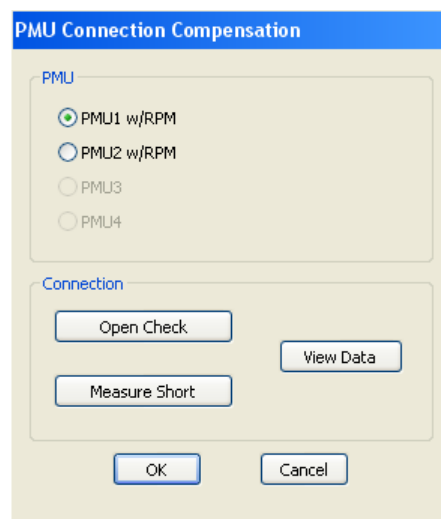 PMU Connection Compensation
PMU
PMU1 w/RPM
PMU2 w/RPM
PMU3
PMU4
Connection
Open Check
View Data
Measure Short
OK
Cancel